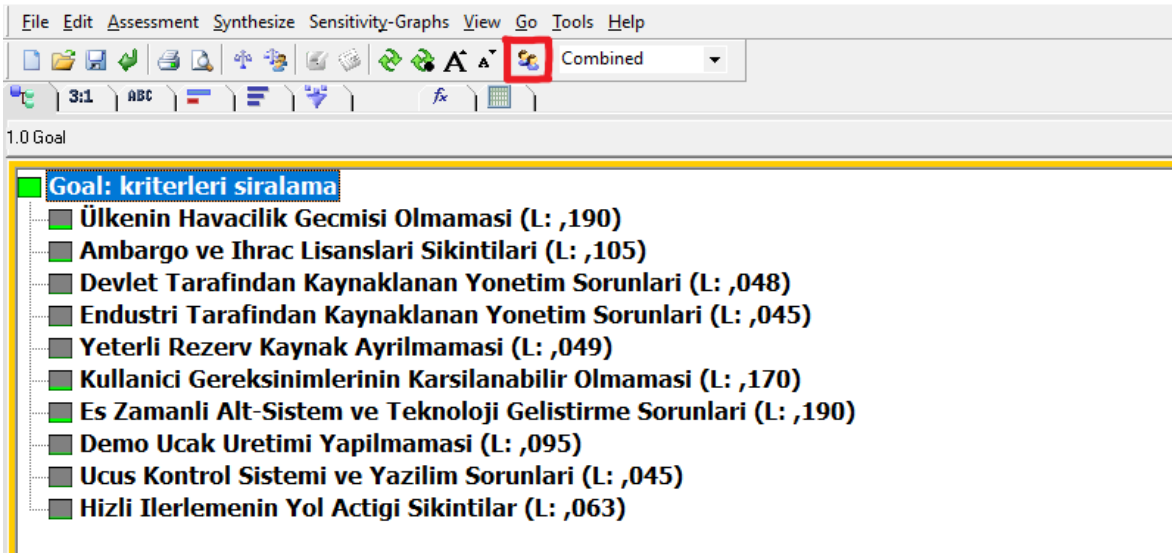 File Edit Assessment Synthesize Sensitivity-Graphs View Go Tools Help
A A Combined
3:1 ABC fx
1.0 Goal
Goal: kriterleri siralama
Ülkenin Havacilik Gecmisi Olmamasi (L: ,190)
Ambargo ve Ihrac Lisanslari Sikintilari (L: ,105)
Devlet Tarafindan Kaynaklanan Yonetim Sorunlari (L: ,048)
Endustri Tarafindan Kaynaklanan Yonetim Sorunlari (L: ,045)
Yeterli Rezerv Kaynak Ayrilmamasi (L: ,049)
Kullanici Gereksinimlerinin Karsilanabilir Olmamasi (L: ,170)
Es Zamanli Alt-Sistem ve Teknoloji Gelistirme Sorunlari (L: ,190)
Demo Ucak Uretimi Yapilmamasi (L: ,095)
Ucus Kontrol Sistemi ve Yazilim Sorunlari (L: ,045)
Hizli Ilerlemenin Yol Actigi Sikintilar (L: ,063)